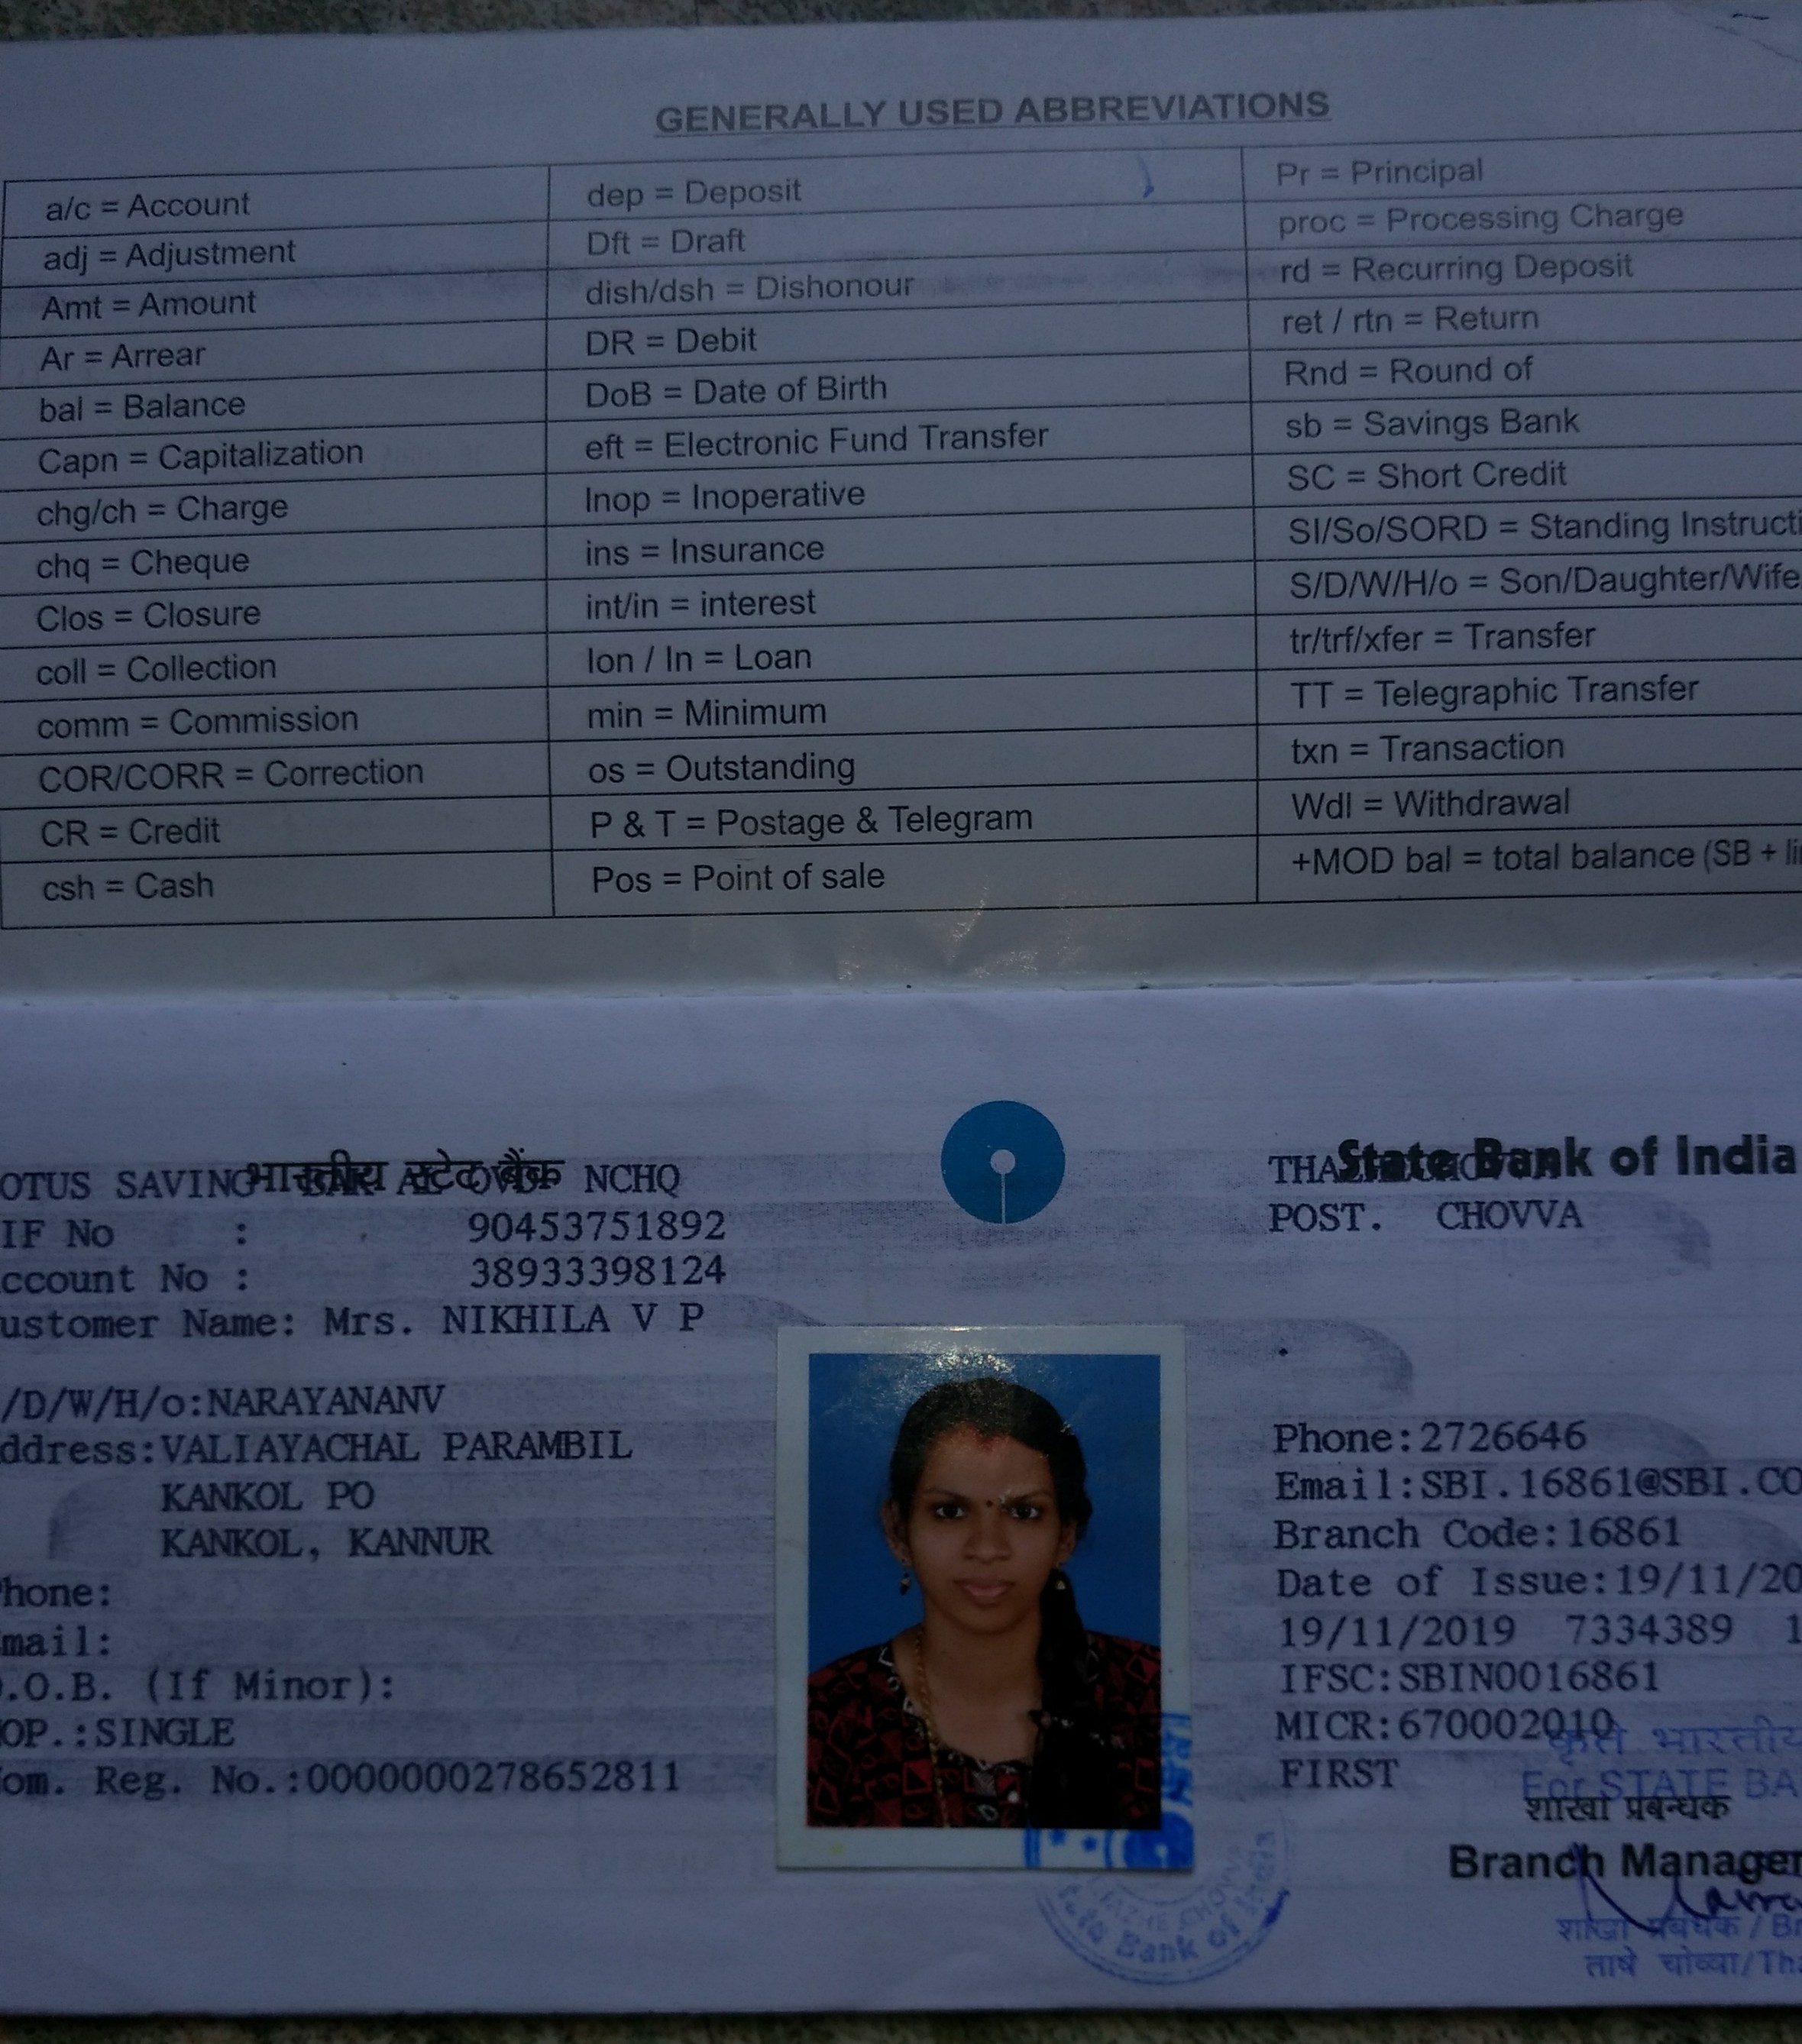 GENERALLY USED ABBREVIATIONS
a/c = Account
adj = Adjustment
Amt = Amount
Ar = Arrear
bal = Balance
Capn = Capitalization
chg/ch = Charge
chq = Cheque
Clos = Closure
coll = Collection
comm = Commission
COR/CORR = Correction
CR = Credit
csh = Cash
dep = Deposit
Dft = Draft
dish/dsh = Dishonour
DR = Debit
DoB = Date of Birth
eft = Electronic Fund Transfer
Inop = Inoperative
ins = Insurance
int/in = interest
lon / ln = Loan
min = Minimum
os = Outstanding
P & T = Postage & Telegram
Pos = Point of sale
Pr = Principal
proc = Processing Charge
rd = Recurring Deposit
ret / rtn = Return
Rnd = Round of
sb = Savings Bank
SC = Short Credit
SI/So/SORD = Standing Instructi
S/D/W/H/o = Son/Daughter/Wife
tr/trf/xfer = Transfer
TT = Telegraphic Transfer
txn = Transaction
Wdl = Withdrawal
+MOD bal = total balance (SB + li
भारतीय स्टेट बैंक
State Bank of India
OTUS SAVING NCHQ
IF No : 90453751892
ccount No : 38933398124
ustomer Name: Mrs. NIKHILA V P
/D/W/H/o:NARAYANANV
ddress:VALIAYACHAL PARAMBIL
KANKOL PO
KANKOL, KANNUR
hone:
mail:
.O.B. (If Minor):
OP.:SINGLE
om. Reg. No.:0000000278652811
POST. CHOVVA
Phone:2726646
Email:SBI.16861@SBI.CO
Branch Code:16861
Date of Issue:19/11/20
19/11/2019 7334389 1
IFSC:SBIN0016861
MICR:670002010
FIRST
कृते भारतीय
For STATE BA
शाखा प्रबन्धक
Branch Manager
शाखा प्रबंधक / Br
ताषे चोव्वा/Tha
THAZHE CHOVVA
State Bank of India